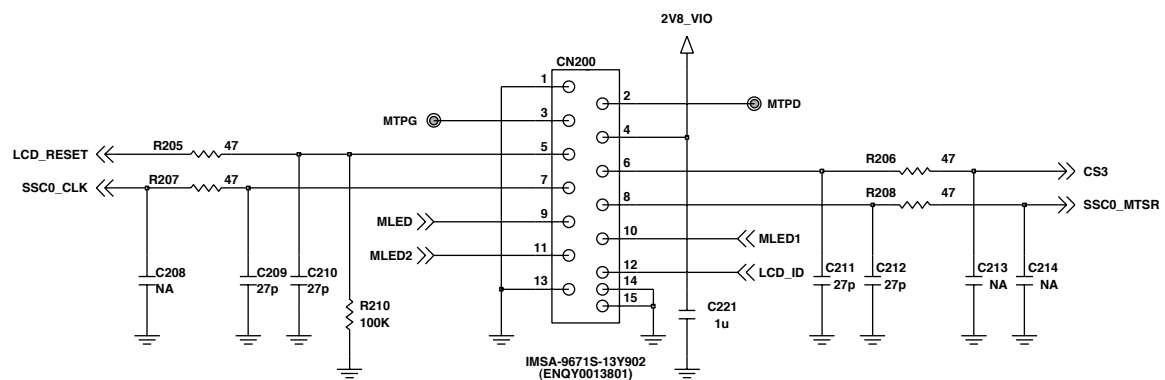 2V8_VIO
CN200
1
2
MTPD
MTPG
3
4
R205 47
LCD_RESET
5
6
R206 47
CS3
R207 47
SSC0_CLK
7
8
R208 47
SSC0_MTSR
MLED
9
10
MLED1
MLED2
11
12
LCD_ID
C208
NA
C209
27p
C210
27p
13
14
15
C211
27p
C212
27p
C213
NA
C214
NA
R210
100K
C221
1u
IMSA-9671S-13Y902
(ENQY0013801)